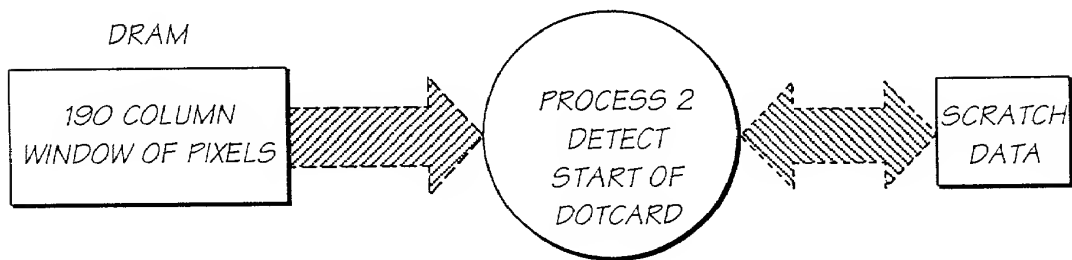 DRAM
190 COLUMN
WINDOW OF PIXELS
PROCESS 2
DETECT
START OF
DOTCARD
SCRATCH
DATA